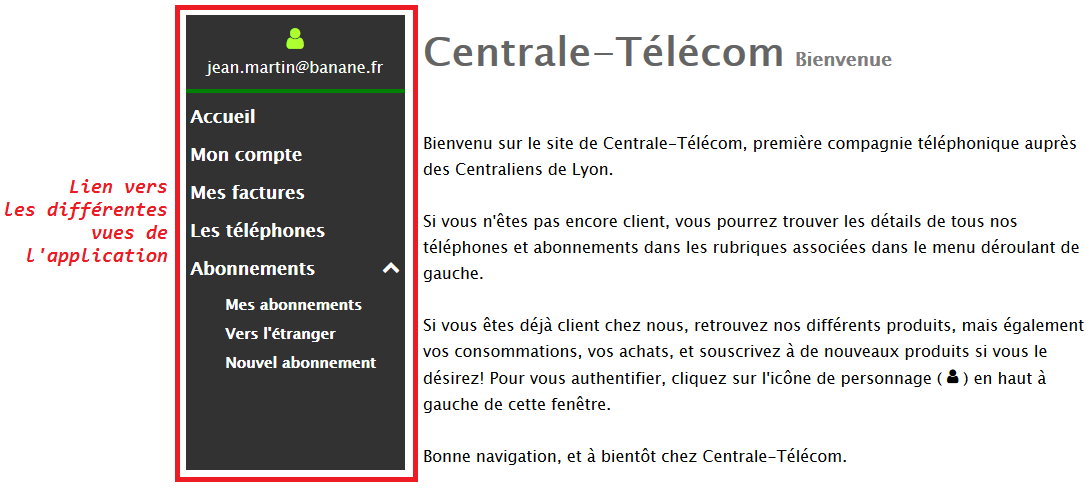 Lien vers
les différentes
vues de
l'application
jean.martin@banane.fr
Accueil
Mon compte
Mes factures
Les téléphones
Abonnements
Mes abonnements
Vers l'étranger
Nouvel abonnement
Centrale-Télécom Bienvenue
Bienvenu sur le site de Centrale-Télécom, première compagnie téléphonique auprès
des Centraliens de Lyon.
Si vous n'êtes pas encore client, vous pourrez trouver les détails de tous nos
téléphones et abonnements dans les rubriques associées dans le menu déroulant de
gauche.
Si vous êtes déjà client chez nous, retrouvez nos différents produits, mais également
vos consommations, vos achats, et souscrivez à de nouveaux produits si vous le
désirez! Pour vous authentifier, cliquez sur l'icône de personnage ( ) en haut à
gauche de cette fenêtre.
Bonne navigation, et à bientôt chez Centrale-Télécom.